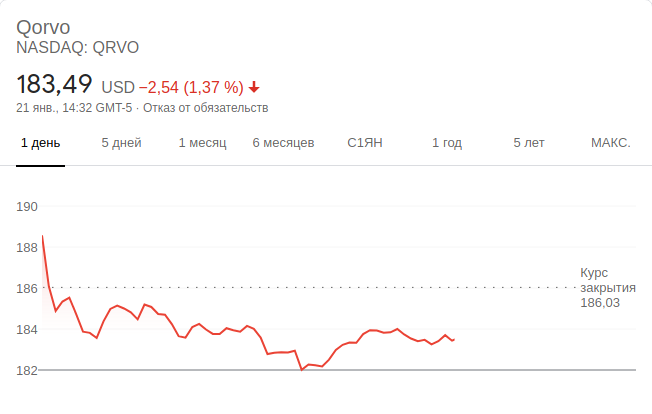 Qorvo
NASDAQ: QRVO
183,49 USD −2,54 (1,37 %)
21 янв., 14:32 GMT-5 · Отказ от обязательств
1 день 5 дней 1 месяц 6 месяцев С1ЯН 1 год 5 лет МАКС.
190
188
Курс
186 закрытия
186,03
184
182